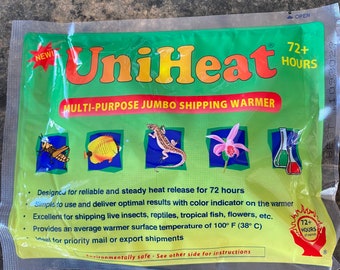 OPEN
NEW!
UniHeat
72+
HOURS
MULTI-PURPOSE JUMBO SHIPPING WARMER
• Designed for reliable and steady heat release for 72 hours
• Simple to use and deliver optimal results with color indicator on the warmer
• Excellent for shipping live insects, reptiles, tropical fish, flowers, etc.
• Provides an average warmer surface temperature of 100° F (38° C)
• Ideal for priority mail or export shipments
72+
HOURS
Environmentally safe - See other side for instructions